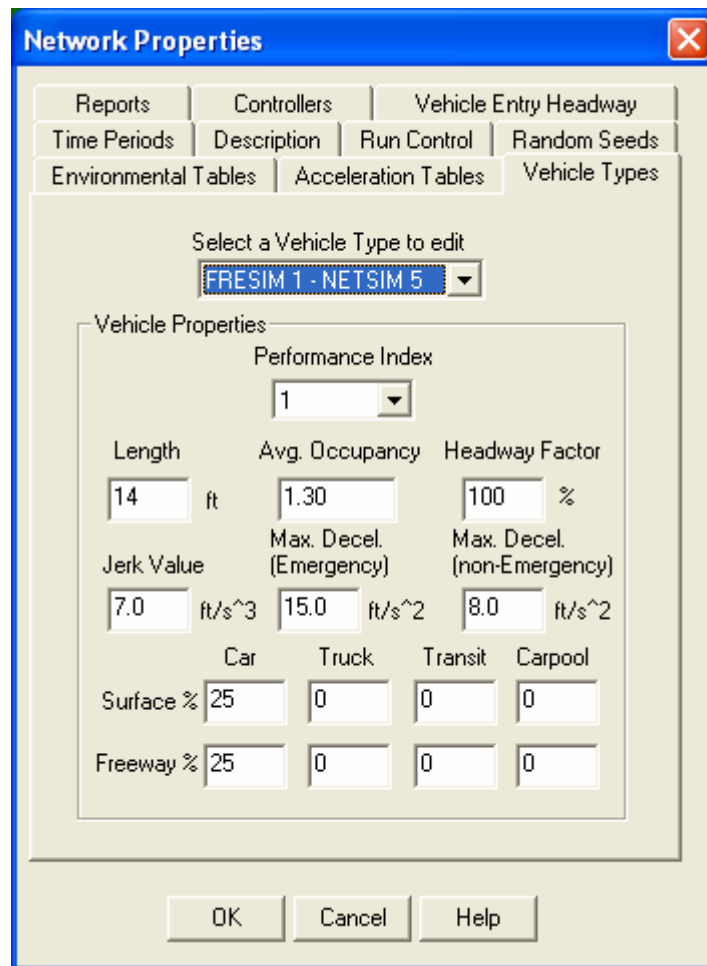 Network Properties
Reports Controllers Vehicle Entry Headway
Time Periods Description Run Control Random Seeds
Environmental Tables Acceleration Tables Vehicle Types
Select a Vehicle Type to edit
FRESIM 1 - NETSIM 5
Vehicle Properties
Performance Index
1
Length Avg. Occupancy Headway Factor
14 ft 1.30 100 %
Jerk Value Max. Decel. (Emergency) Max. Decel. (non-Emergency)
7.0 ft/s^3 15.0 ft/s^2 8.0 ft/s^2
Car Truck Transit Carpool
Surface % 25 0 0 0
Freeway % 25 0 0 0
OK Cancel Help